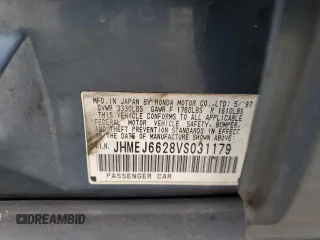 MFD. IN JAPAN BY HONDA MOTOR CO., LTD. 5/'97
GVWR 3330LBS GAWR F 1760LBS R 1610LBS
THIS VEHICLE CONFORMS TO ALL APPLICABLE
FEDERAL MOTOR VEHICLE SAFETY, BUMPER,
AND THEFT PREVENTION STANDARDS IN EFFECT ON THE
DATE OF MANUFACTURE SHOWN ABOVE.
V.I.N. JHMEJ6628VS031179
PASSENGER CAR
DREAMBID